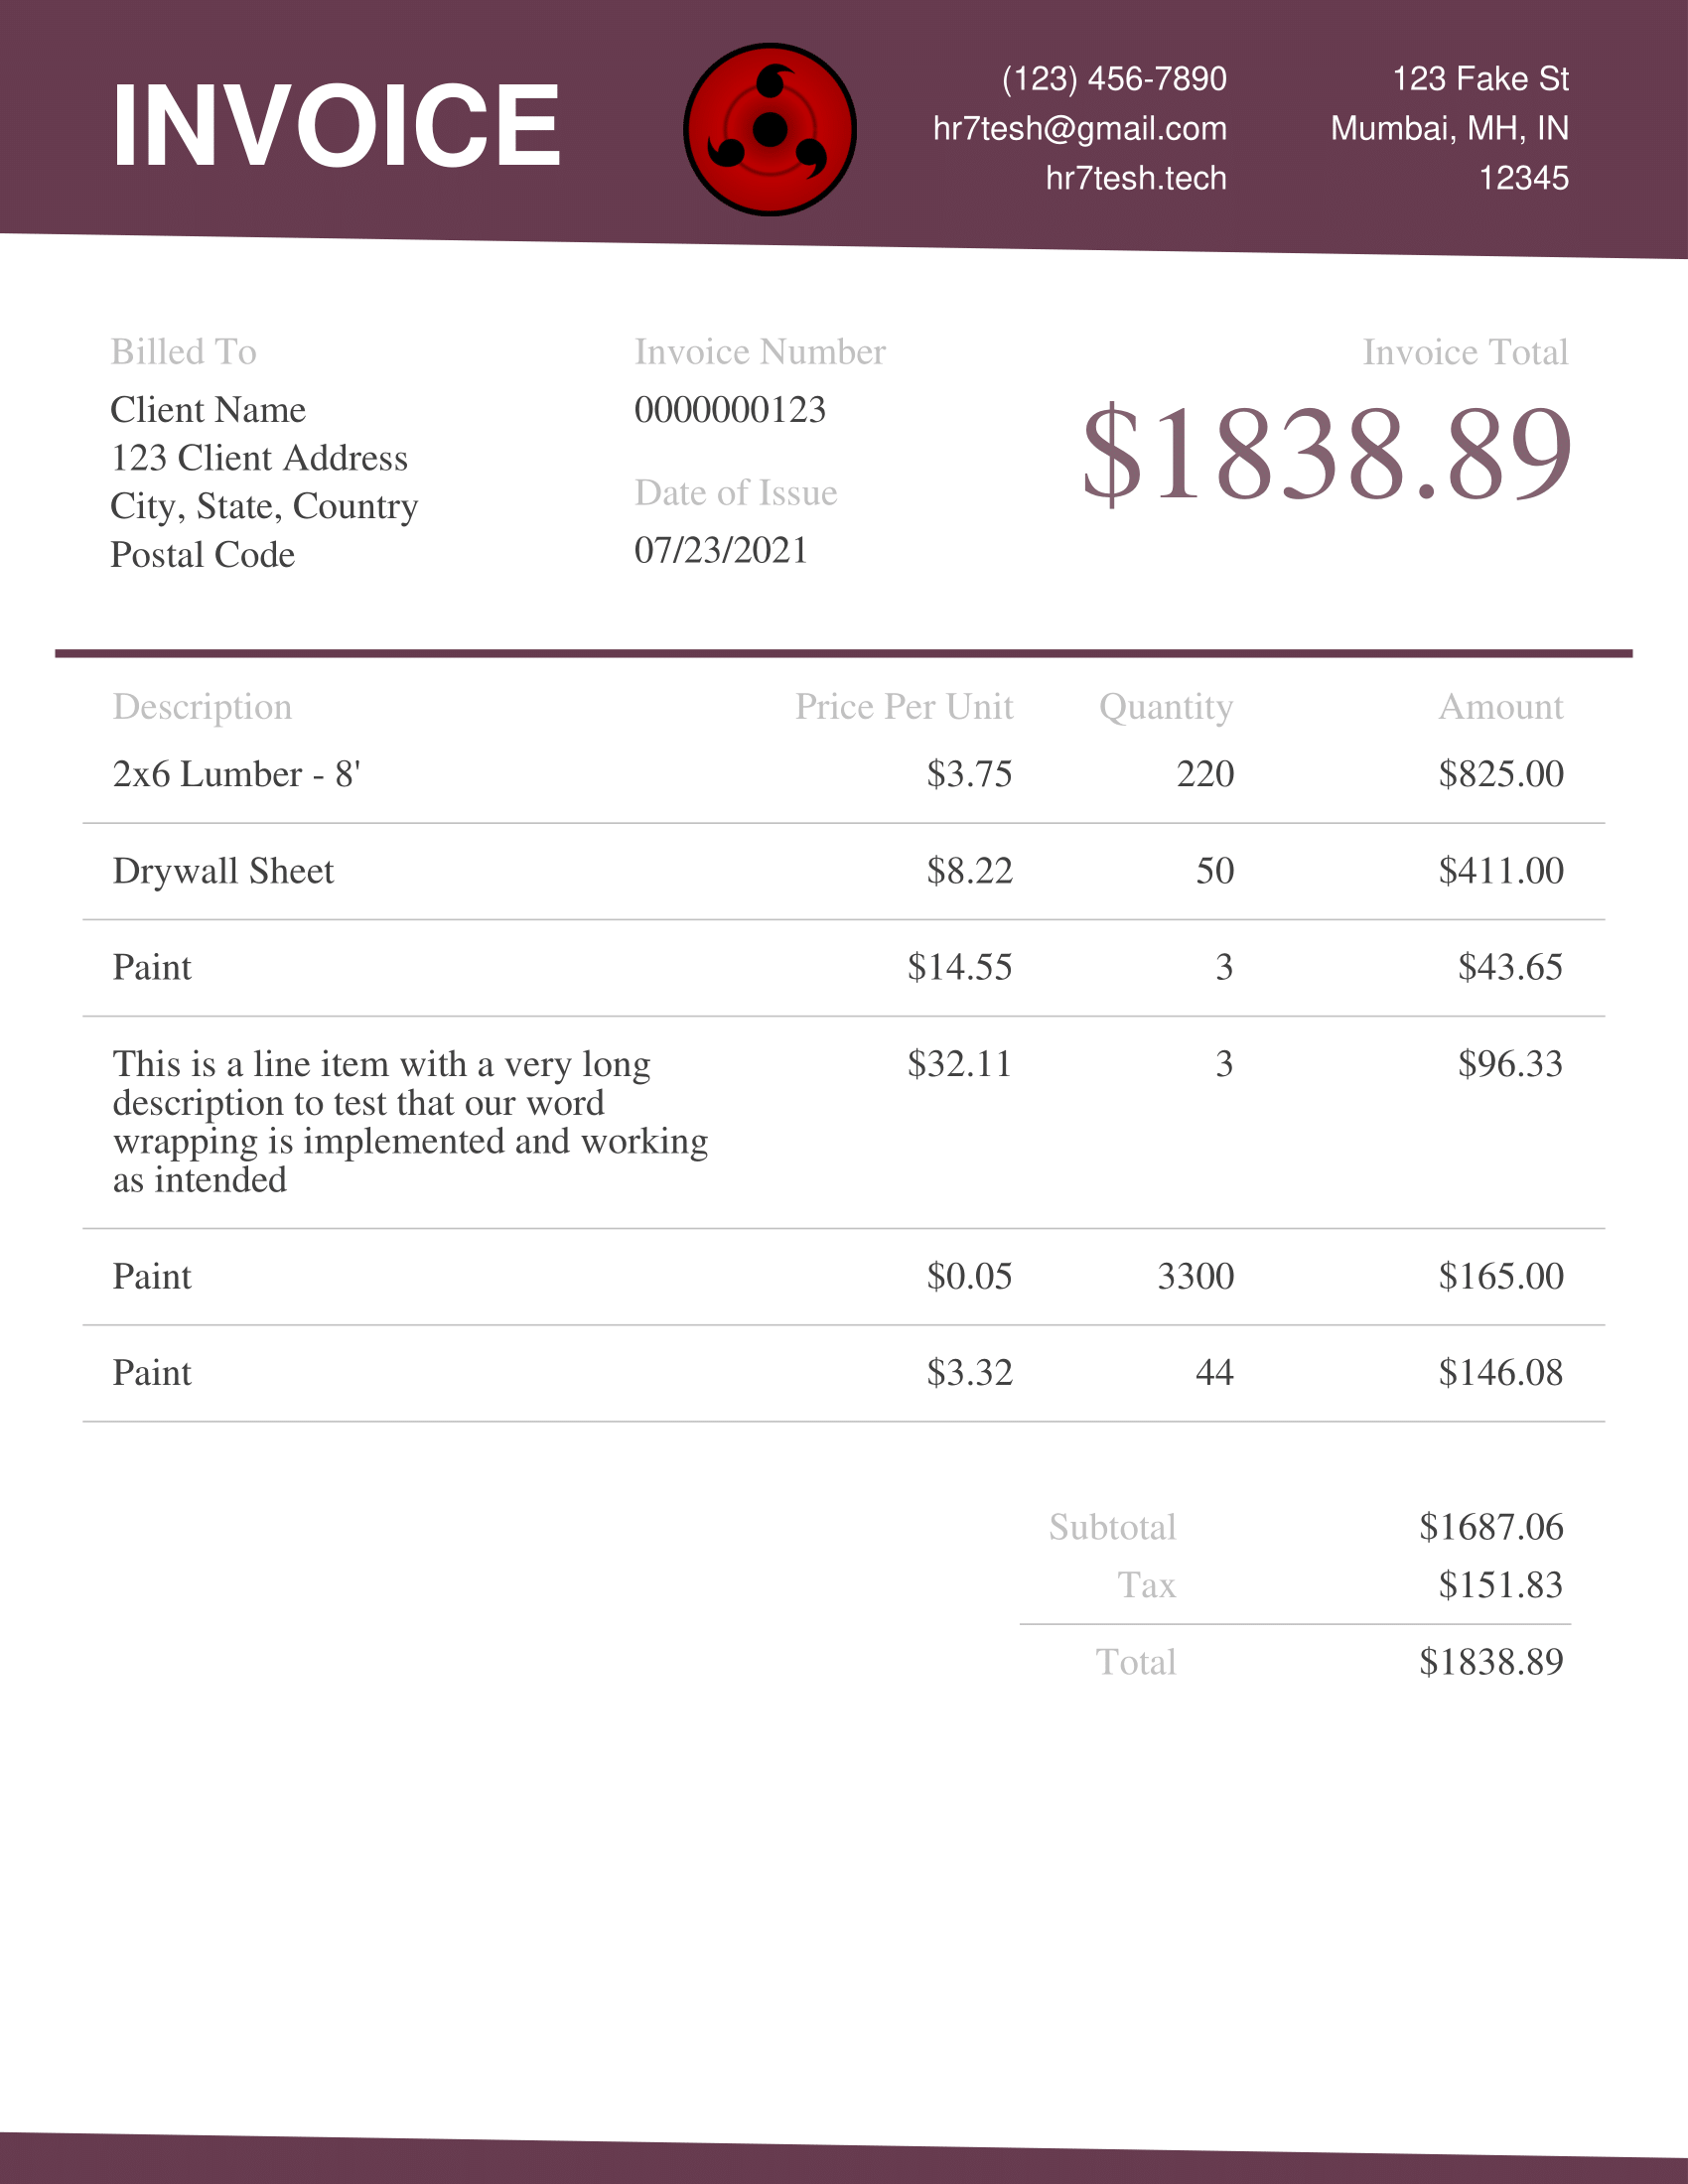 INVOICE
(123) 456-7890
hr7tesh@gmail.com
hr7tesh.tech
123 Fake St
Mumbai, MH, IN
12345
Billed To
Client Name
123 Client Address
City, State, Country
Postal Code
Invoice Number
0000000123
Date of Issue
07/23/2021
Invoice Total
$1838.89
Description Price Per Unit Quantity Amount
2x6 Lumber - 8' $3.75 220 $825.00
Drywall Sheet $8.22 50 $411.00
Paint $14.55 3 $43.65
This is a line item with a very long $32.11 3 $96.33
description to test that our word
wrapping is implemented and working
as intended
Paint $0.05 3300 $165.00
Paint $3.32 44 $146.08
Subtotal $1687.06
Tax $151.83
Total $1838.89